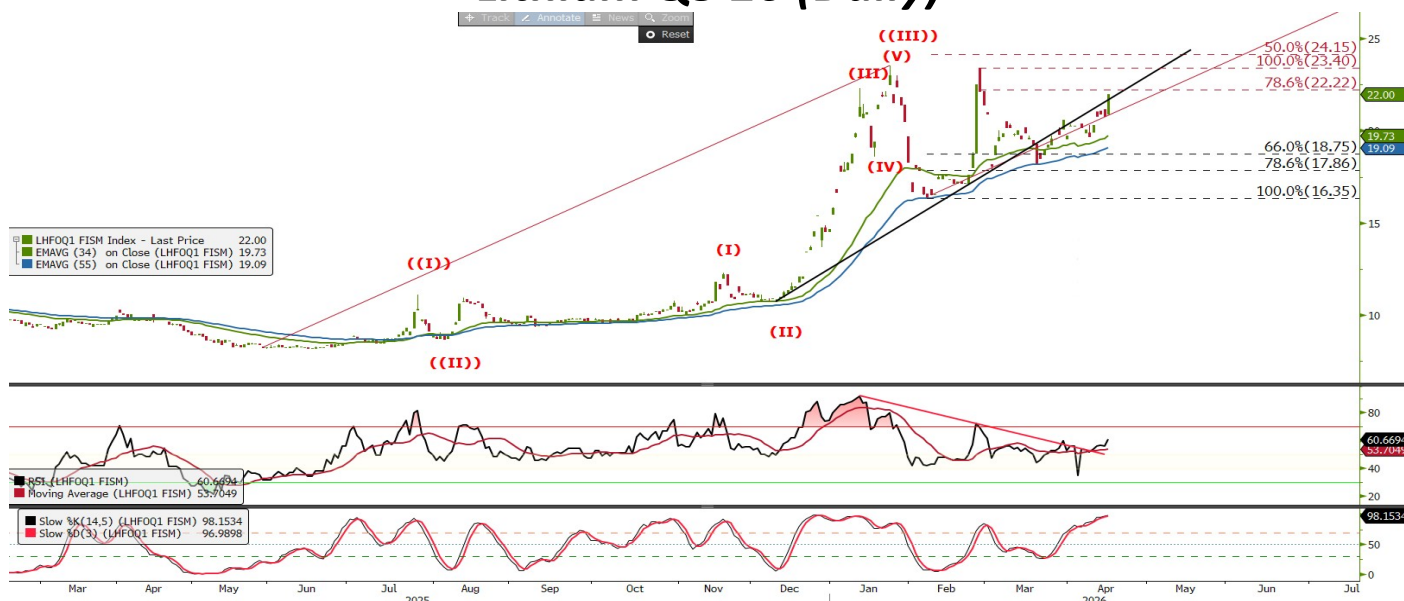 Track Annotate News Zoom
Reset
((III))
(V)
(III)
(IV)
((I))
((II))
(I)
(II)
50.0%(24.15)
100.0%(23.40)
78.6%(22.22)
66.0%(18.75)
78.6%(17.86)
100.0%(16.35)
25
22.00
19.73
19.09
15
10
LHFOQ1 FISM Index - Last Price 22.00
EMAVG (34) on Close (LHFOQ1 FISM) 19.73
EMAVG (55) on Close (LHFOQ1 FISM) 19.09
80
60.6694
53.7049
40
20
RSI (LHFOQ1 FISM) 60.6694
Moving Average (LHFOQ1 FISM) 53.7049
Slow %K(14,5) (LHFOQ1 FISM) 98.1534
Slow %D(3) (LHFOQ1 FISM) 96.9898
98.1534
50
0
Mar Apr May Jun Jul Aug Sep Oct Nov Dec Jan Feb Mar Apr May Jun Jul
2025 2026